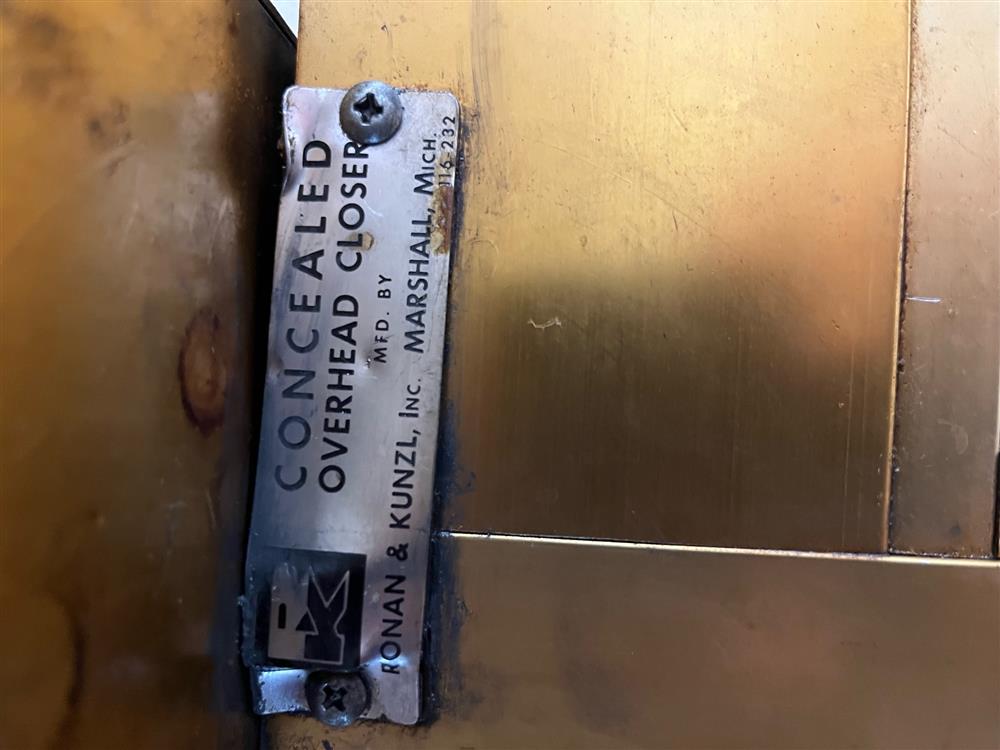 CONCEALED
OVERHEAD CLOSER
MFD. BY
RONAN & KUNZL, INC. MARSHALL, MICH.
116-232
K